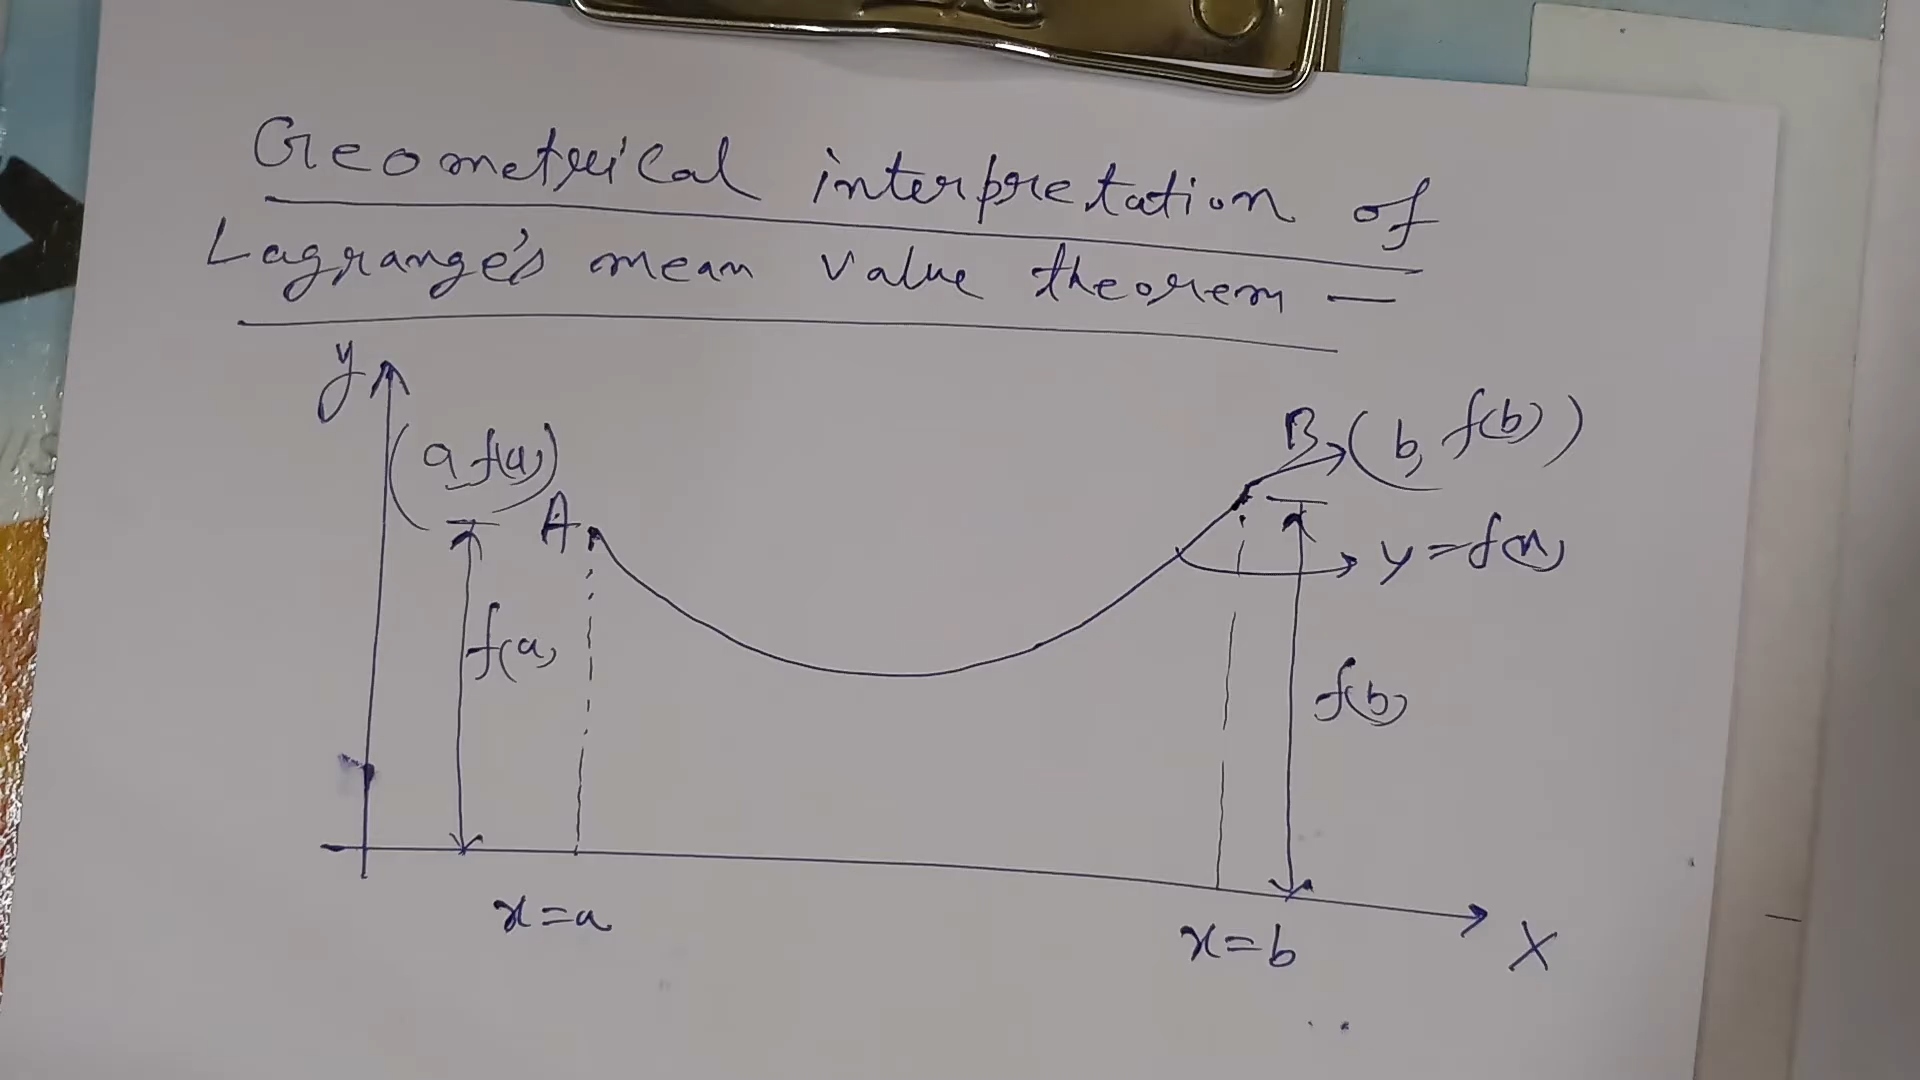 Geometrical interpretation of
Lagrange's mean value theorem —
y
(a f(a))
B (b, f(b))
A
y=f(x)
f(a)
f(b)
x=a
x=b
X